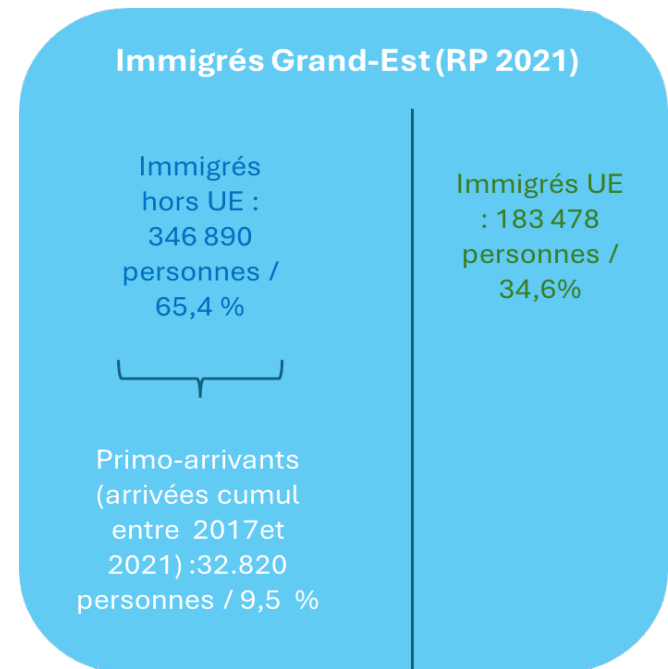 Immigrés Grand-Est (RP 2021)
Immigrés
hors UE :
346 890
personnes /
65,4 %
Immigrés UE
: 183 478
personnes /
34,6%
Primo-arrivants
(arrivées cumul
entre 2017et
2021) :32.820
personnes / 9,5 %